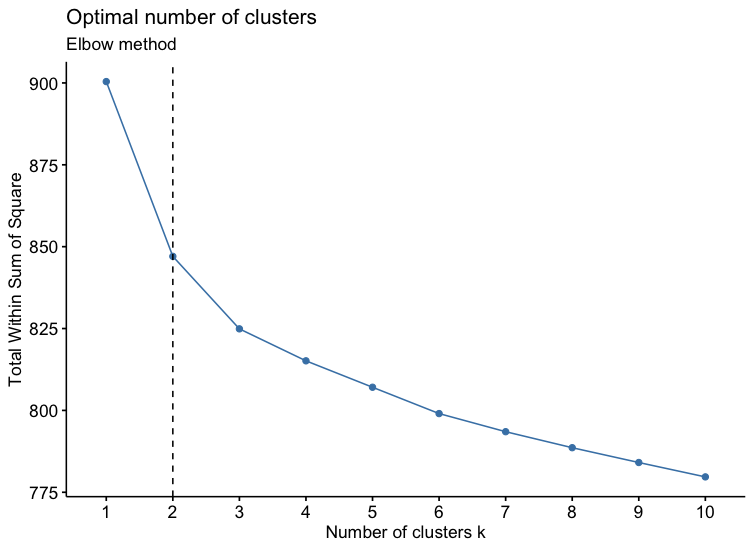 Optimal number of clusters
Elbow method
Total Within Sum of Square
900
875
850
825
800
775
1 2 3 4 5 6 7 8 9 10
Number of clusters k